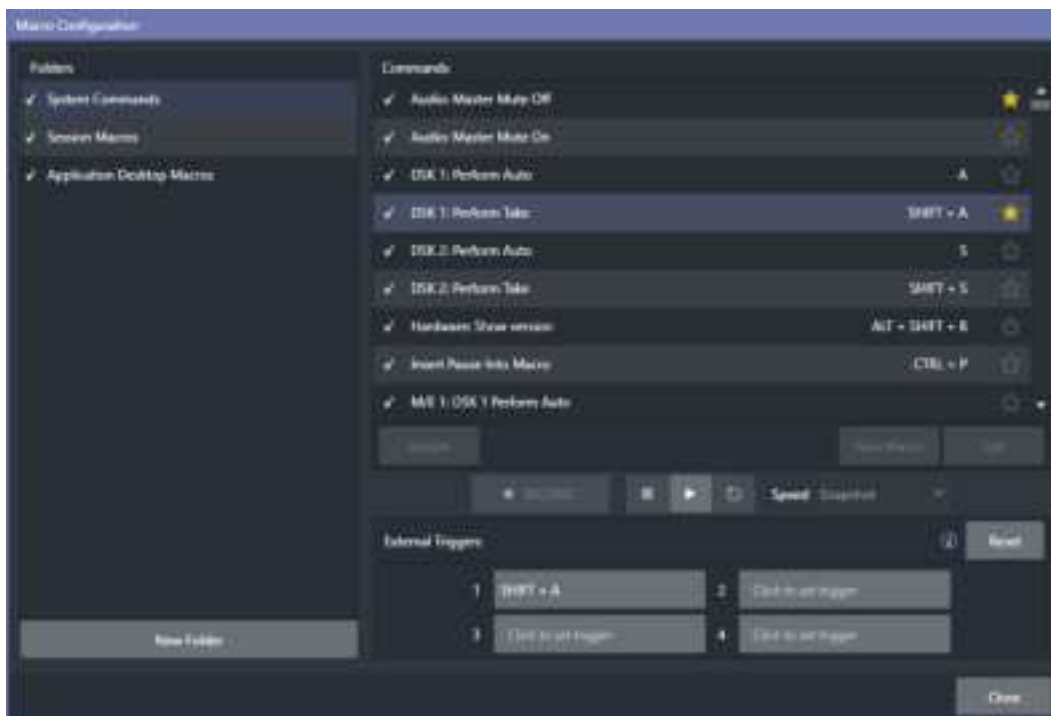 Macro Configuration
Folders
System Commands
Session Macros
Application Desktop Macros
New Folder
Commands
Audio: Master Mute Off
Audio: Master Mute On
DSK 1: Perform Auto A
DSK 1: Perform Take SHIFT + A
DSK 2: Perform Auto S
DSK 2: Perform Take SHIFT + S
Hardware: Show version
Insert Pause Into Macro CTRL + P
M/E 1: DSK 1 Perform Auto
Speed Snapshot
External Triggers
Reset
1 SHIFT + A 2 Click to set trigger
3 Click to set trigger 4 Click to set trigger
Close